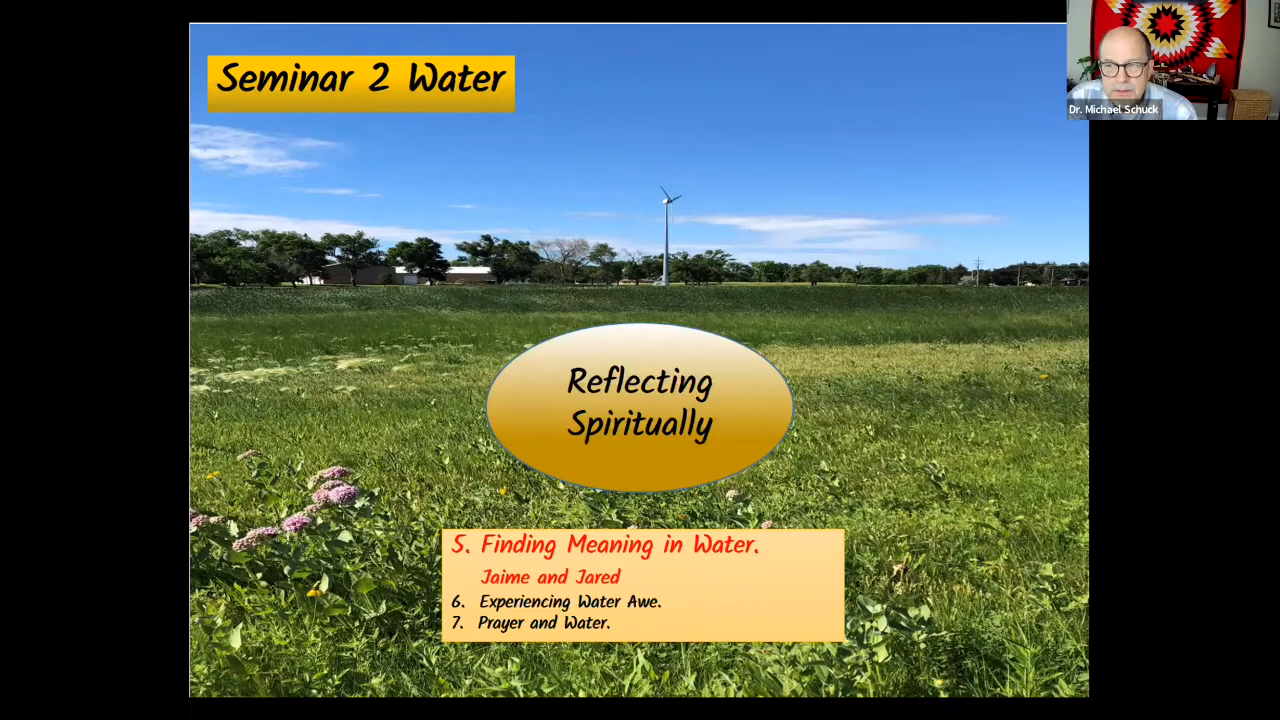 Seminar 2 Water
Dr. Michael Schuck
Reflecting
Spiritually
5. Finding Meaning in Water.
Jaime and Jared
6. Experiencing Water Awe.
7. Prayer and Water.